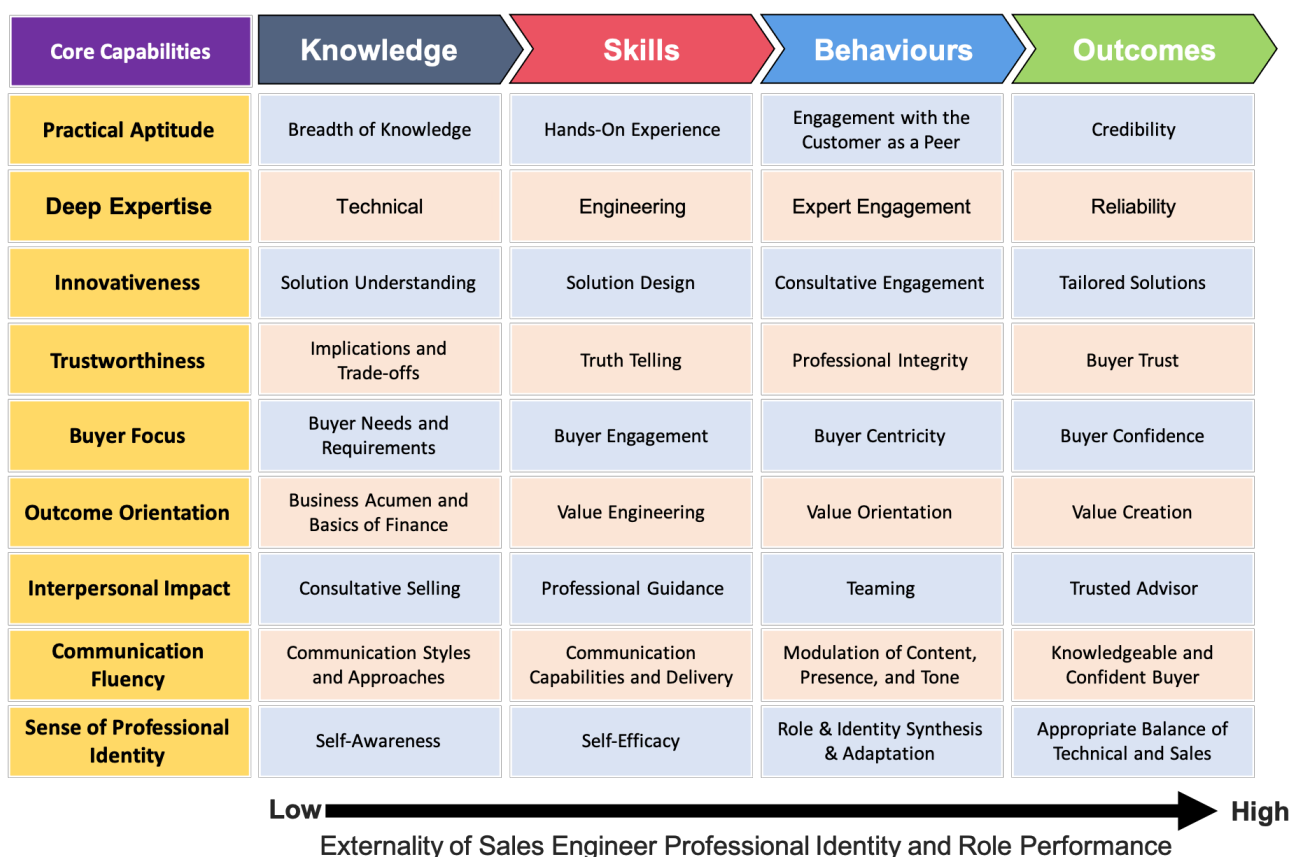 Core Capabilities
Knowledge
Skills
Behaviours
Outcomes
Practical Aptitude
Breadth of Knowledge
Hands-On Experience
Engagement with the
Customer as a Peer
Credibility
Deep Expertise
Technical
Engineering
Expert Engagement
Reliability
Innovativeness
Solution Understanding
Solution Design
Consultative Engagement
Tailored Solutions
Trustworthiness
Implications and
Trade-offs
Truth Telling
Professional Integrity
Buyer Trust
Buyer Focus
Buyer Needs and
Requirements
Buyer Engagement
Buyer Centricity
Buyer Confidence
Outcome Orientation
Business Acumen and
Basics of Finance
Value Engineering
Value Orientation
Value Creation
Interpersonal Impact
Consultative Selling
Professional Guidance
Teaming
Trusted Advisor
Communication
Fluency
Communication Styles
and Approaches
Communication
Capabilities and Delivery
Modulation of Content,
Presence, and Tone
Knowledgeable and
Confident Buyer
Sense of Professional
Identity
Self-Awareness
Self-Efficacy
Role & Identity Synthesis
& Adaptation
Appropriate Balance of
Technical and Sales
Low
High
Externality of Sales Engineer Professional Identity and Role Performance